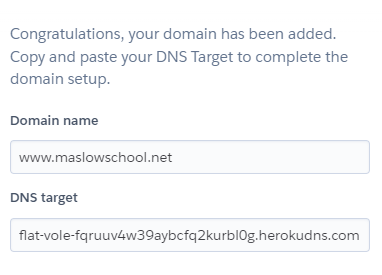 Congratulations, your domain has been added.
Copy and paste your DNS Target to complete the
domain setup.
Domain name
www.maslowschool.net
DNS target
flat-vole-fqruuv4w39aybcfq2kurbl0g.herokudns.com